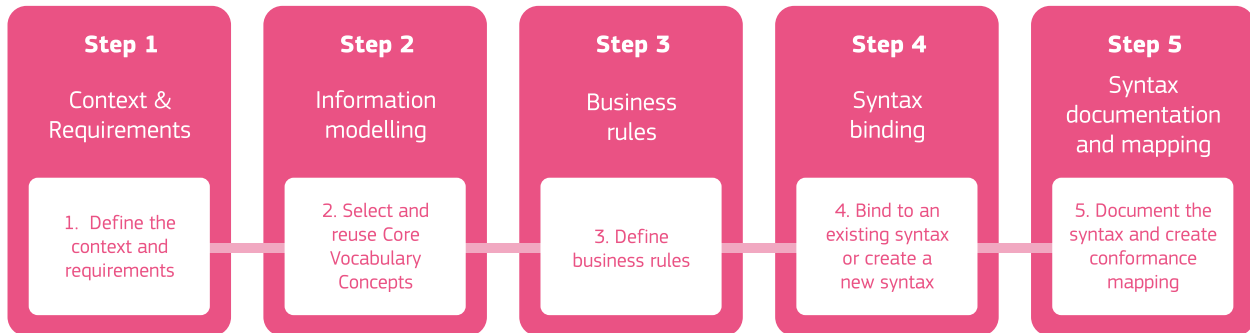 Step 1
Context &
Requirements
1. Define the
context and
requirements
Step 2
Information
modelling
2. Select and
reuse Core
Vocabulary
Concepts
Step 3
Business
rules
3. Define
business rules
Step 4
Syntax
binding
4. Bind to an
existing syntax
or create a
new syntax
Step 5
Syntax
documentation
and mapping
5. Document the
syntax and create
conformance
mapping